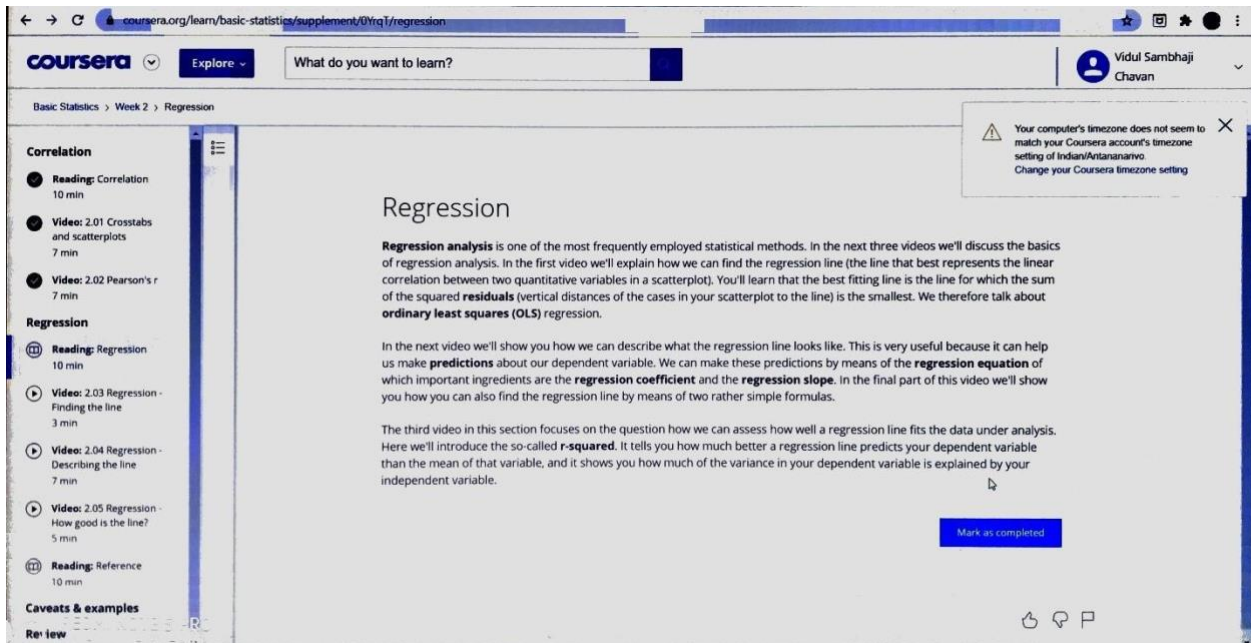 coursera.org/learn/basic-statistics/supplement/0YrqT/regression
coursera
Explore
What do you want to learn?
Vidul Sambhaji
Chavan
Basic Statistics > Week 2 > Regression
Your computer's timezone does not seem to
match your Coursera account's timezone
setting of Indian/Antananarivo.
Change your Coursera timezone setting
Correlation
Reading: Correlation
10 min
Video: 2.01 Crosstabs
and scatterplots
7 min
Video: 2.02 Pearson's r
7 min
Regression
Reading: Regression
10 min
Video: 2.03 Regression -
Finding the line
3 min
Video: 2.04 Regression -
Describing the line
7 min
Video: 2.05 Regression -
How good is the line?
5 min
Reading: Reference
10 min
Caveats & examples
Review
Regression
Regression analysis is one of the most frequently employed statistical methods. In the next three videos we'll discuss the basics
of regression analysis. In the first video we'll explain how we can find the regression line (the line that best represents the linear
correlation between two quantitative variables in a scatterplot). You'll learn that the best fitting line is the line for which the sum
of the squared residuals (vertical distances of the cases in your scatterplot to the line) is the smallest. We therefore talk about
ordinary least squares (OLS) regression.
In the next video we'll show you how we can describe what the regression line looks like. This is very useful because it can help
us make predictions about our dependent variable. We can make these predictions by means of the regression equation of
which important ingredients are the regression coefficient and the regression slope. In the final part of this video we'll show
you how you can also find the regression line by means of two rather simple formulas.
The third video in this section focuses on the question how we can assess how well a regression line fits the data under analysis.
Here we'll introduce the so-called r-squared. It tells you how much better a regression line predicts your dependent variable
than the mean of that variable, and it shows you how much of the variance in your dependent variable is explained by your
independent variable.
Mark as completed